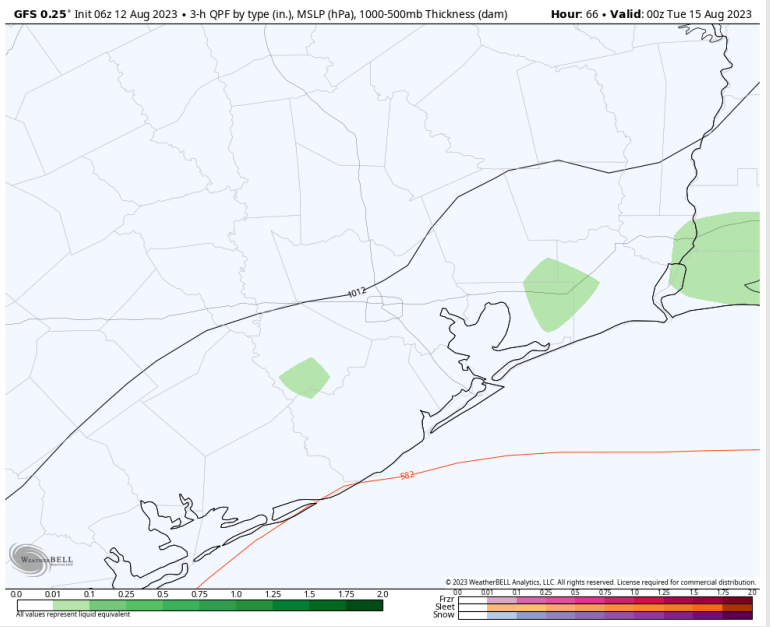 GFS 0.25° Init 06z 12 Aug 2023 • 3-h QPF by type (in.), MSLP (hPa), 1000-500mb Thickness (dam) Hour: 66 • Valid: 00z Tue 15 Aug 2023
1012
582
WeatherBELL
© 2023 WeatherBELL Analytics, LLC. All rights reserved. License required for commercial distribution.
0.0 0.01 0.1 0.25 0.5 0.75 1.0 1.25 1.5 1.75 2.0
All values represent liquid equivalent
0.0 0.01 0.1 0.25 0.5 0.75 1.0 1.25 1.5 1.75 2.0
Frzr
Sleet
Snow